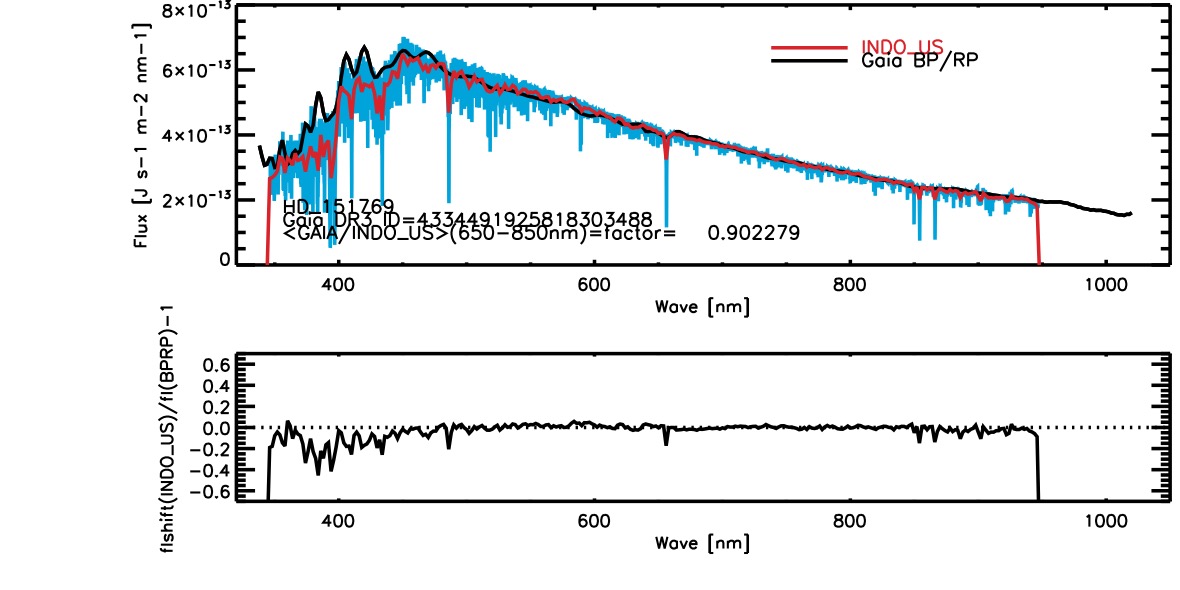 8×10−13
6×10−13
4×10−13
2×10−13
0
Flux [J s−1 m−2 nm−1]
INDO_US
Gaia BP/RP
HD_151769
Gaia DR3 ID=4334491925818303488
<GAIA/INDO_US>(650−850nm)=factor= 0.902279
400 600 800 1000
Wave [nm]
flshift(INDO_US)/fl(BPRP)−1
0.6
0.4
0.2
0.0
−0.2
−0.4
−0.6
400 600 800 1000
Wave [nm]